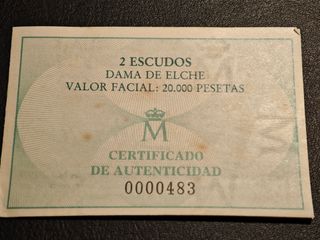 2 ESCUDOS
DAMA DE ELCHE
VALOR FACIAL: 20.000 PESETAS
M
CERTIFICADO
DE AUTENTICIDAD
0000483